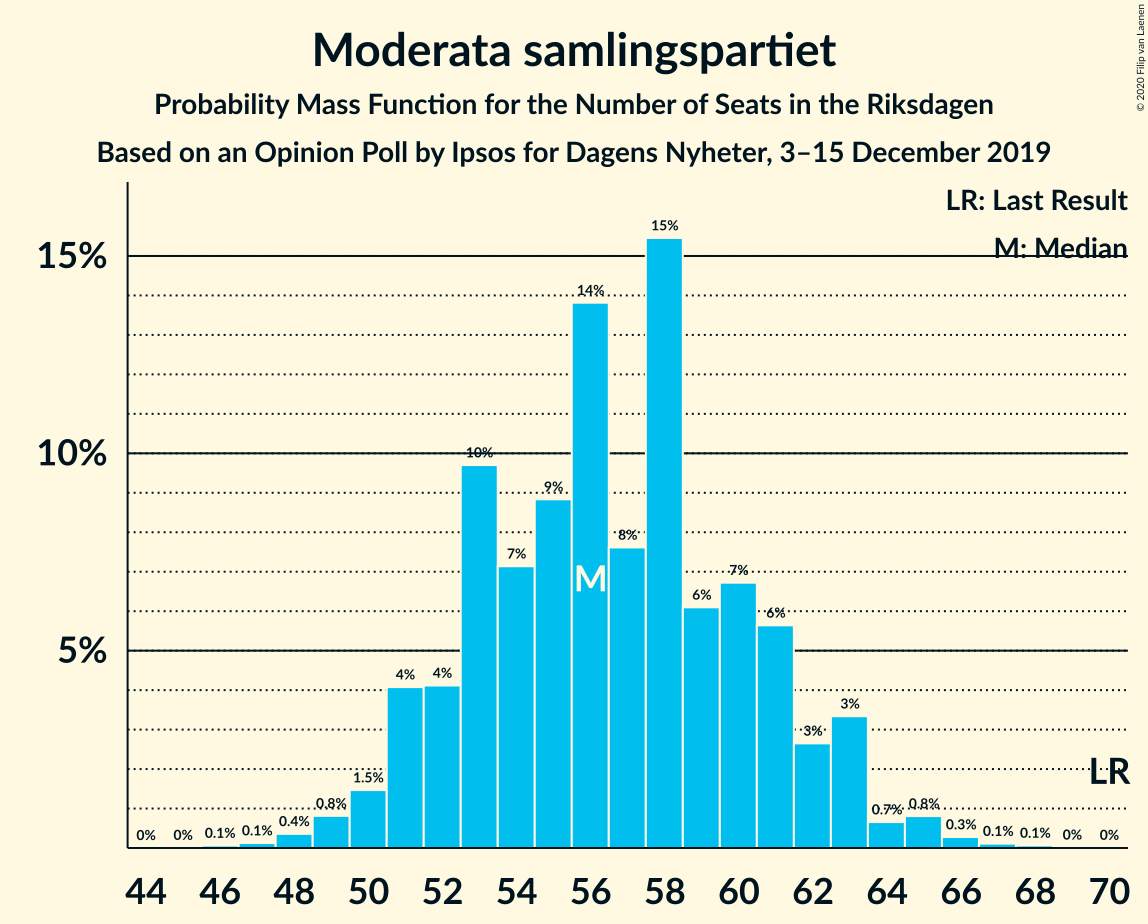 Moderata samlingspartiet
Probability Mass Function for the Number of Seats in the Riksdagen
Based on an Opinion Poll by Ipsos for Dagens Nyheter, 3–15 December 2019
© 2020 Filip van Laenen
LR: Last Result
M: Median
15%
10%
5%
0% 0% 0.1% 0.1% 0.4% 0.8% 1.5% 4% 4% 10% 7% 9% 14% 8% 15% 6% 7% 6% 3% 3% 0.7% 0.8% 0.3% 0.1% 0.1% 0% 0%
M
LR
44 46 48 50 52 54 56 58 60 62 64 66 68 70